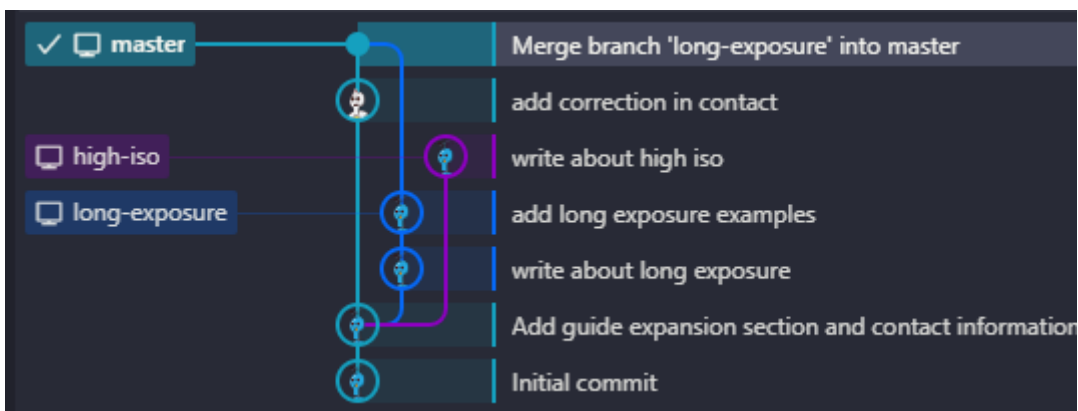 master Merge branch 'long-exposure' into master
add correction in contact
high-iso write about high iso
long-exposure add long exposure examples
write about long exposure
Add guide expansion section and contact information
Initial commit